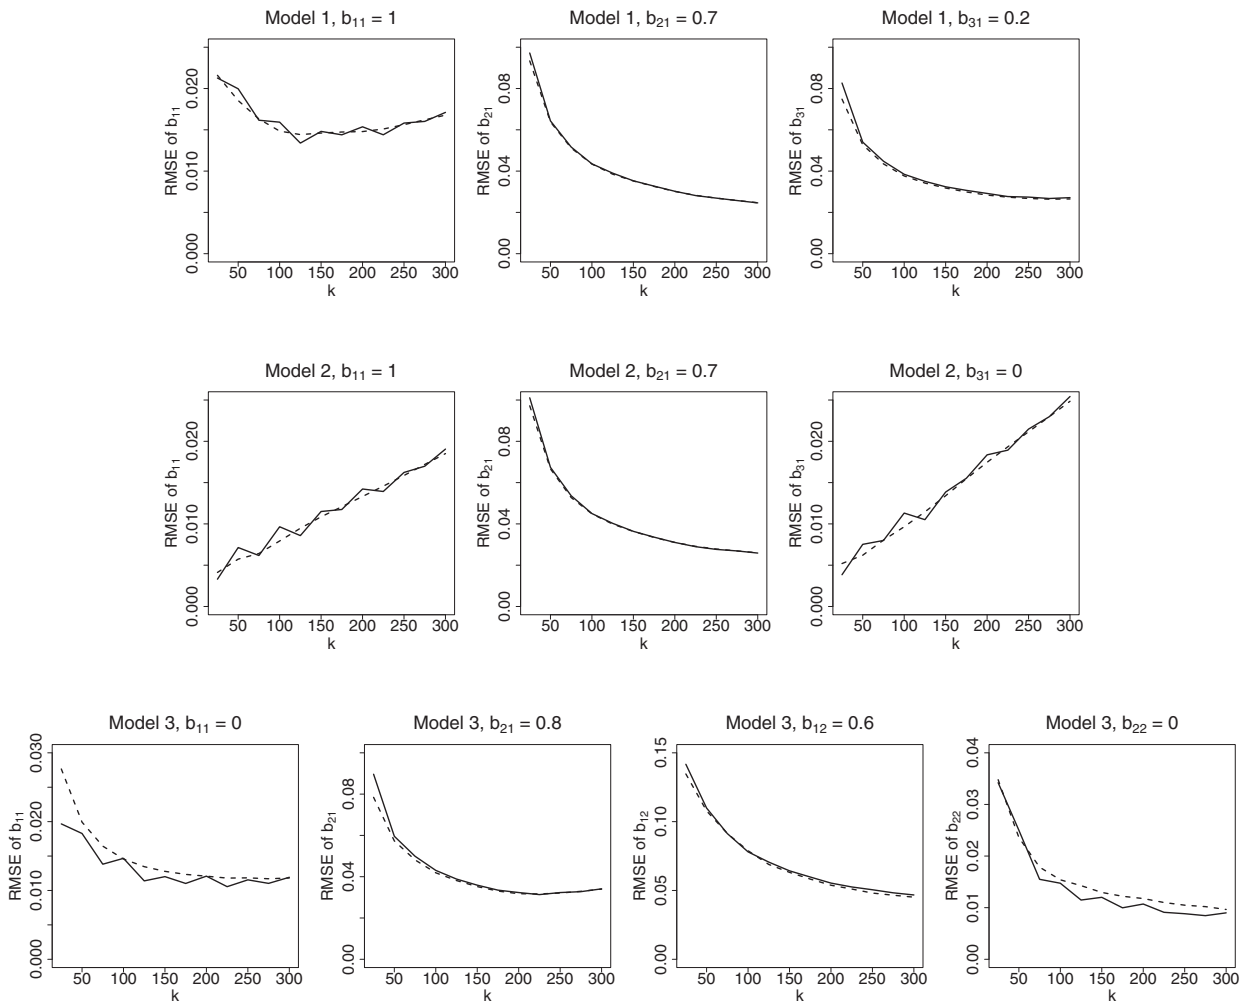 Model 1, b11 = 1
RMSE of b11
0.000 0.010 0.020
50 100 150 200 250 300
k
Model 1, b21 = 0.7
RMSE of b21
0.00 0.04 0.08
50 100 150 200 250 300
k
Model 1, b31 = 0.2
RMSE of b31
0.00 0.04 0.08
50 100 150 200 250 300
k
Model 2, b11 = 1
RMSE of b11
0.000 0.010 0.020
50 100 150 200 250 300
k
Model 2, b21 = 0.7
RMSE of b21
0.00 0.04 0.08
50 100 150 200 250 300
k
Model 2, b31 = 0
RMSE of b31
0.000 0.010 0.020
50 100 150 200 250 300
k
Model 3, b11 = 0
RMSE of b11
0.000 0.010 0.020 0.030
50 100 150 200 250 300
k
Model 3, b21 = 0.8
RMSE of b21
0.00 0.04 0.08
50 100 150 200 250 300
k
Model 3, b12 = 0.6
RMSE of b12
0.00 0.05 0.10 0.15
50 100 150 200 250 300
k
Model 3, b22 = 0
RMSE of b22
0.00 0.01 0.02 0.03 0.04
50 100 150 200 250 300
k